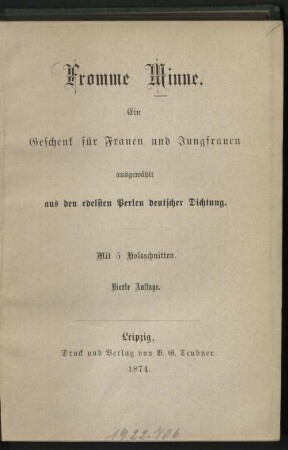 Fromme Minne.
Ein
Geschenk für Frauen und Jungfrauen
ausgewählt
aus den edelsten Perlen deutscher Dichtung.
Mit 5 Holzschnitten.
Vierte Auflage.
Leipzig,
Druck und Verlag von B. G. Teubner.
1874.
1922.706